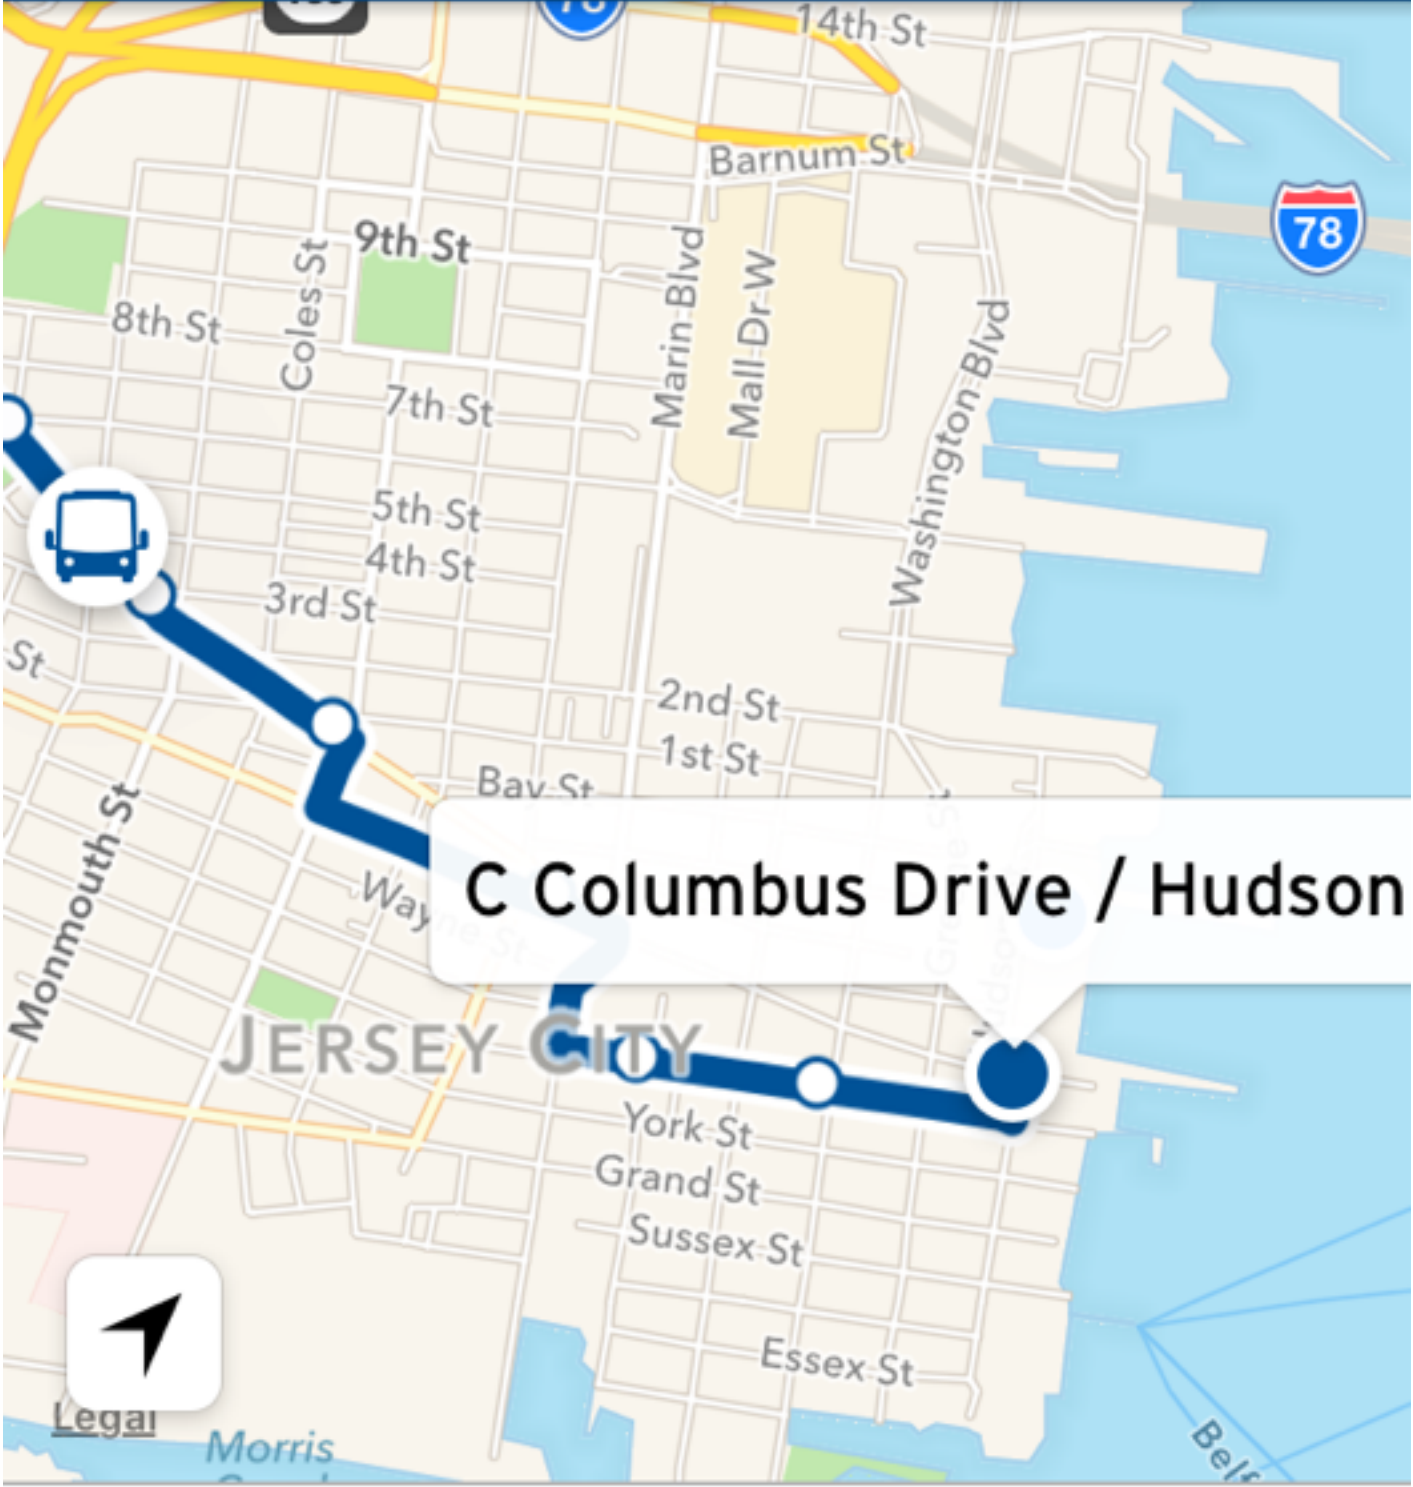 78
14th St
Barnum St
78
9th St
Coles St
Marin Blvd
Mall Dr W
8th St
Washington Blvd
7th St
5th St
4th St
3rd St
St
2nd St
1st St
Bay St
Monmouth St
C Columbus Drive / Hudson
Wayne St
JERSEY CITY
York St
Grand St
Sussex St
Essex St
Legal
Morris